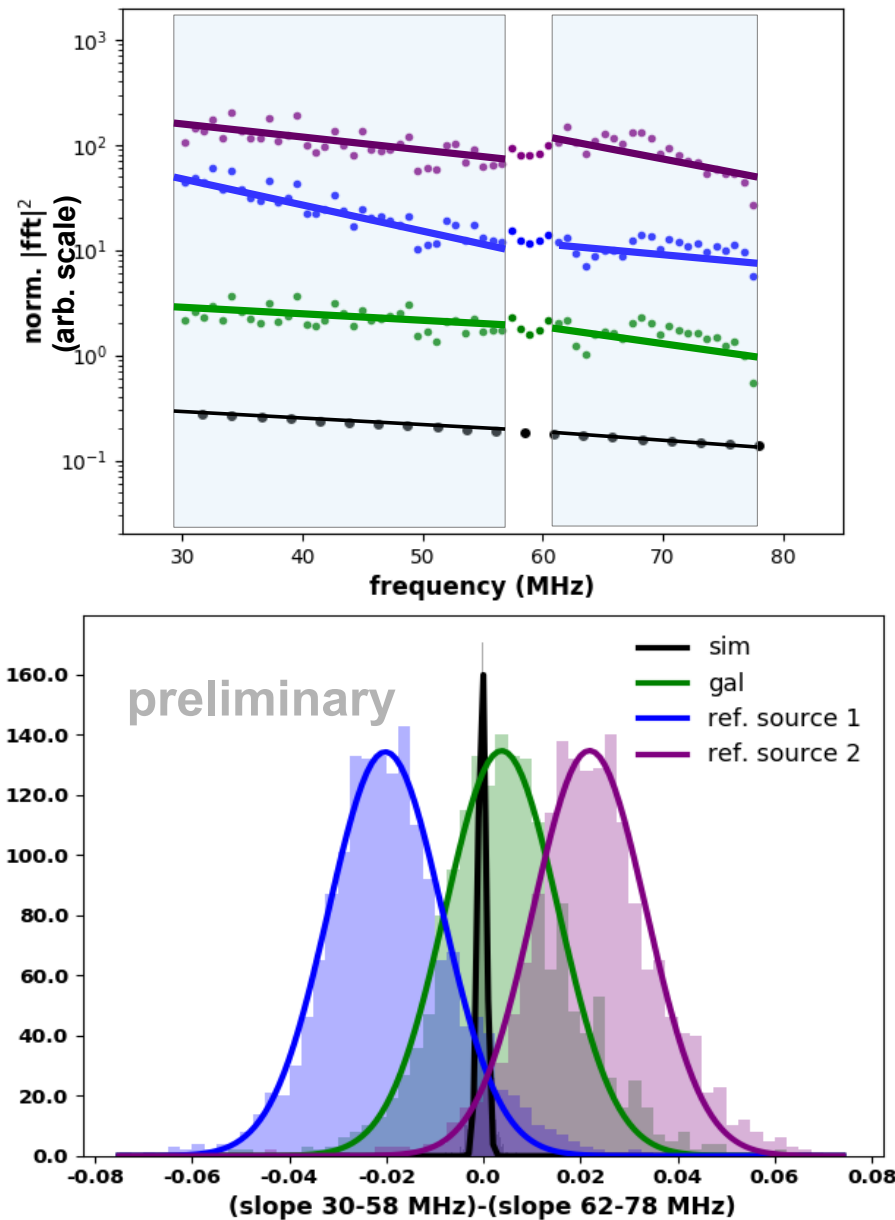 10³
10²
10¹
10⁰
10⁻¹
norm. |fft|²
(arb. scale)
30 40 50 60 70 80
frequency (MHz)
preliminary
sim
gal
ref. source 1
ref. source 2
160.0
140.0
120.0
100.0
80.0
60.0
40.0
20.0
0.0
-0.08 -0.06 -0.04 -0.02 0.0 0.02 0.04 0.06 0.08
(slope 30-58 MHz)-(slope 62-78 MHz)